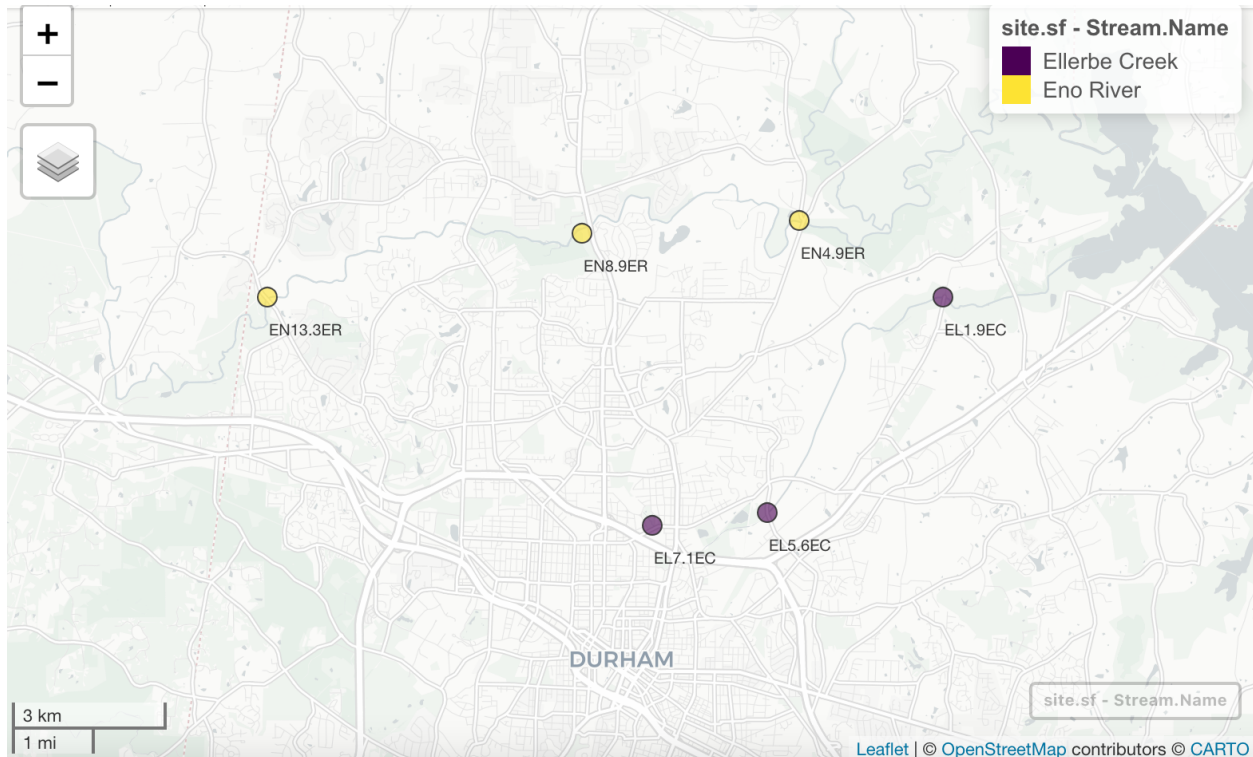 +
−
site.sf - Stream.Name
Ellerbe Creek
Eno River
EN8.9ER
EN4.9ER
EN13.3ER
EL1.9EC
EL7.1EC
EL5.6EC
DURHAM
site.sf - Stream.Name
3 km
1 mi
Leaflet | © OpenStreetMap contributors © CARTO